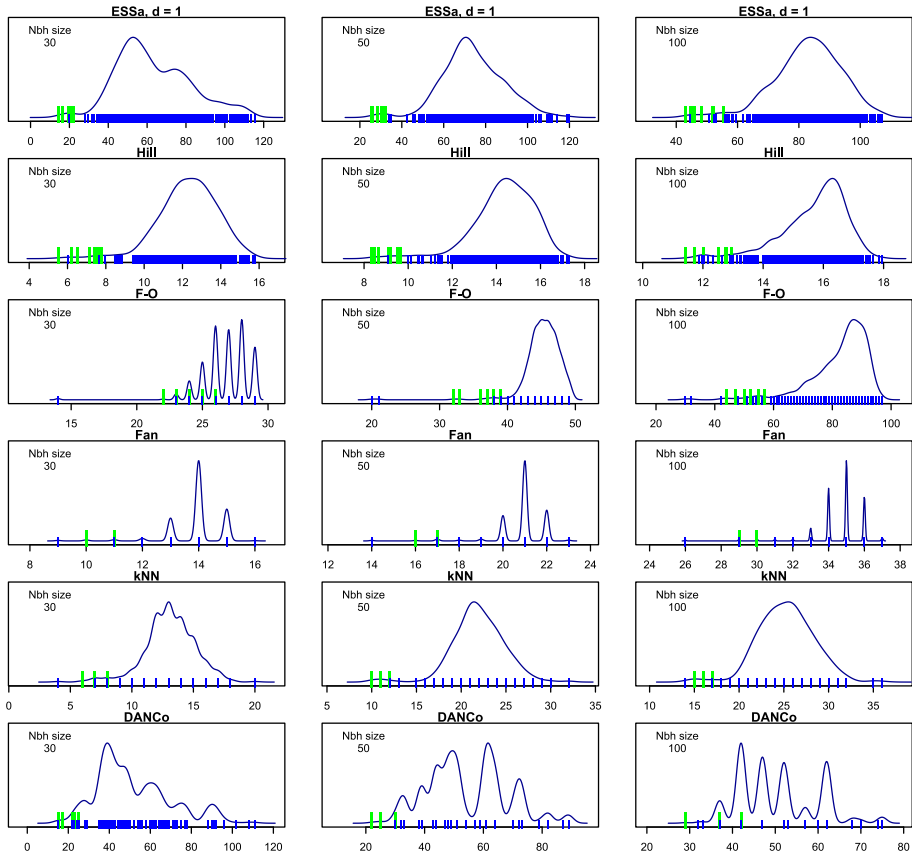 ESSa, d = 1 ESSa, d = 1 ESSa, d = 1
Nbh size Nbh size Nbh size
30 50 100
0 20 40 60 80 100 120 20 40 60 80 100 120 40 60 80 100
Hill Hill Hill
Nbh size Nbh size Nbh size
30 50 100
4 6 8 10 12 14 16 8 10 12 14 16 18 10 12 14 16 18
F-O F-O F-O
Nbh size Nbh size Nbh size
30 50 100
15 20 25 30 20 30 40 50 20 40 60 80 100
Fan Fan Fan
Nbh size Nbh size Nbh size
30 50 100
8 10 12 14 16 12 14 16 18 20 22 24 24 26 28 30 32 34 36 38
kNN kNN kNN
Nbh size Nbh size Nbh size
30 50 100
0 5 10 15 20 5 10 15 20 25 30 35 10 15 20 25 30 35
DANCo DANCo DANCo
Nbh size Nbh size Nbh size
30 50 100
0 20 40 60 80 100 120 20 40 60 80 20 30 40 50 60 70 80